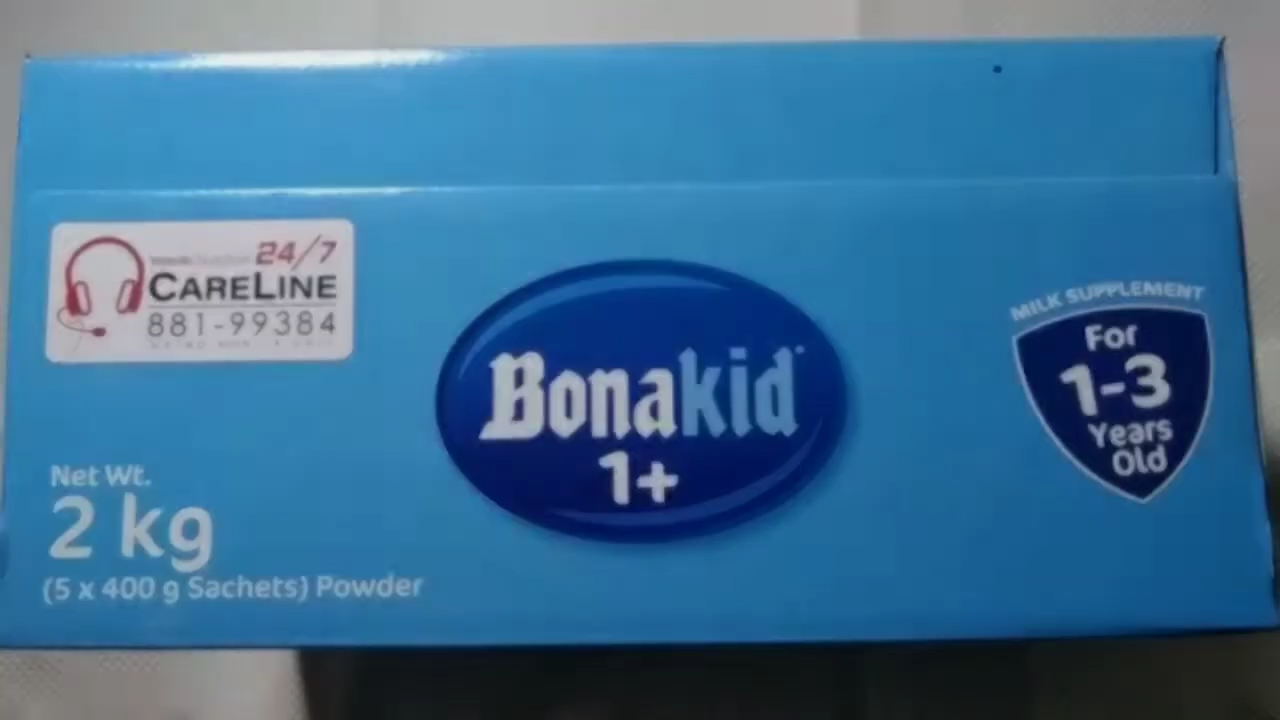 24/7
CARELINE
881-99384
Net Wt.
2 kg
(5 x 400 g Sachets) Powder
Bonakid
1+
MILK SUPPLEMENT
For
1-3
Years
Old